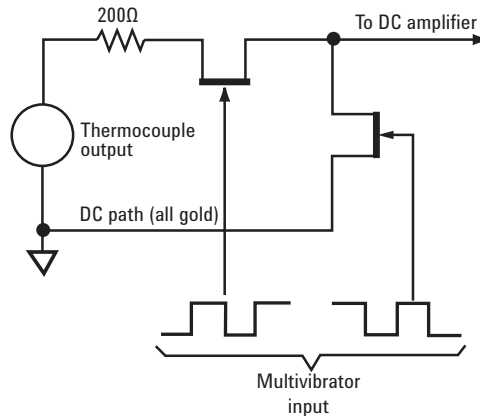 200Ω
To DC amplifier
Thermocouple
output
DC path (all gold)
Multivibrator
input